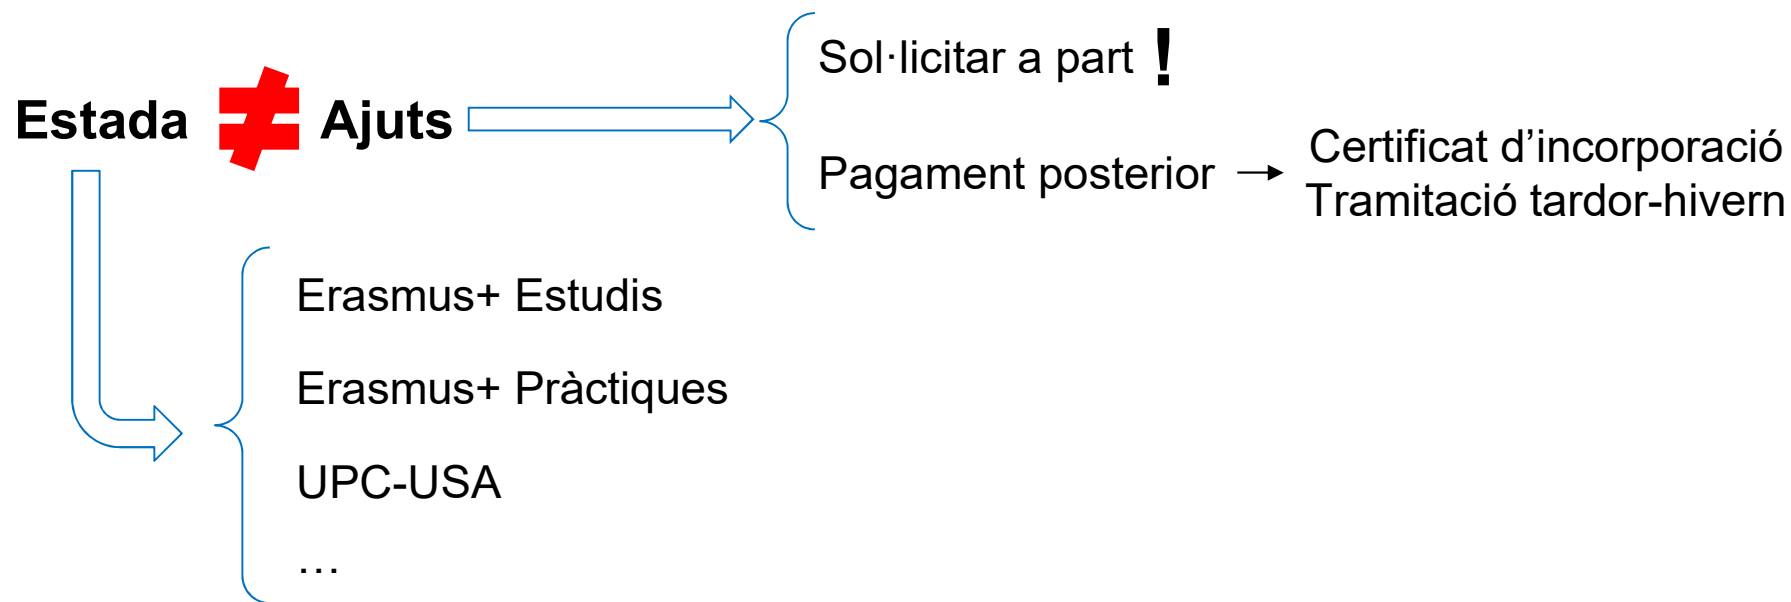 Estada ≠ Ajuts
Sol·licitar a part !
Pagament posterior → Certificat d’incorporació
Tramitació tardor-hivern
Erasmus+ Estudis
Erasmus+ Pràctiques
UPC-USA
…